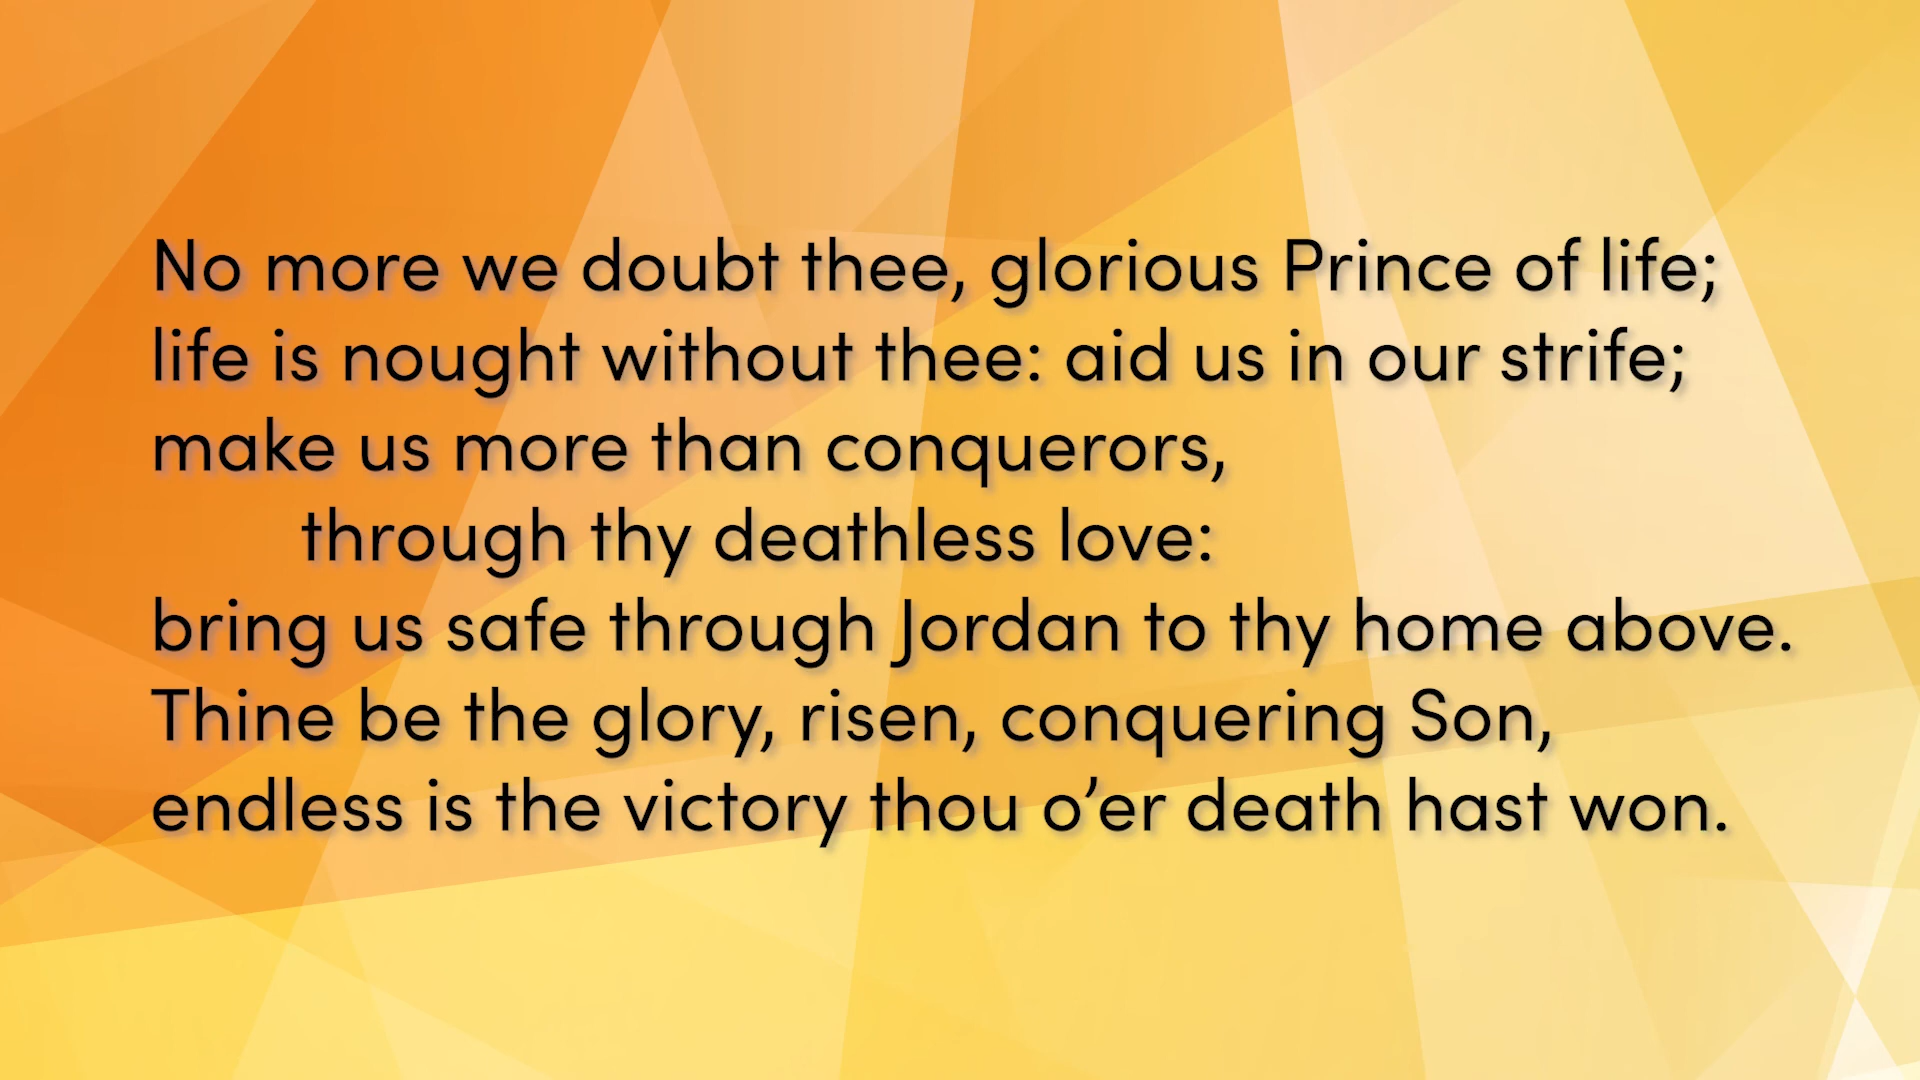 No more we doubt thee, glorious Prince of life;
life is nought without thee: aid us in our strife;
make us more than conquerors,
through thy deathless love:
bring us safe through Jordan to thy home above.
Thine be the glory, risen, conquering Son,
endless is the victory thou o’er death hast won.